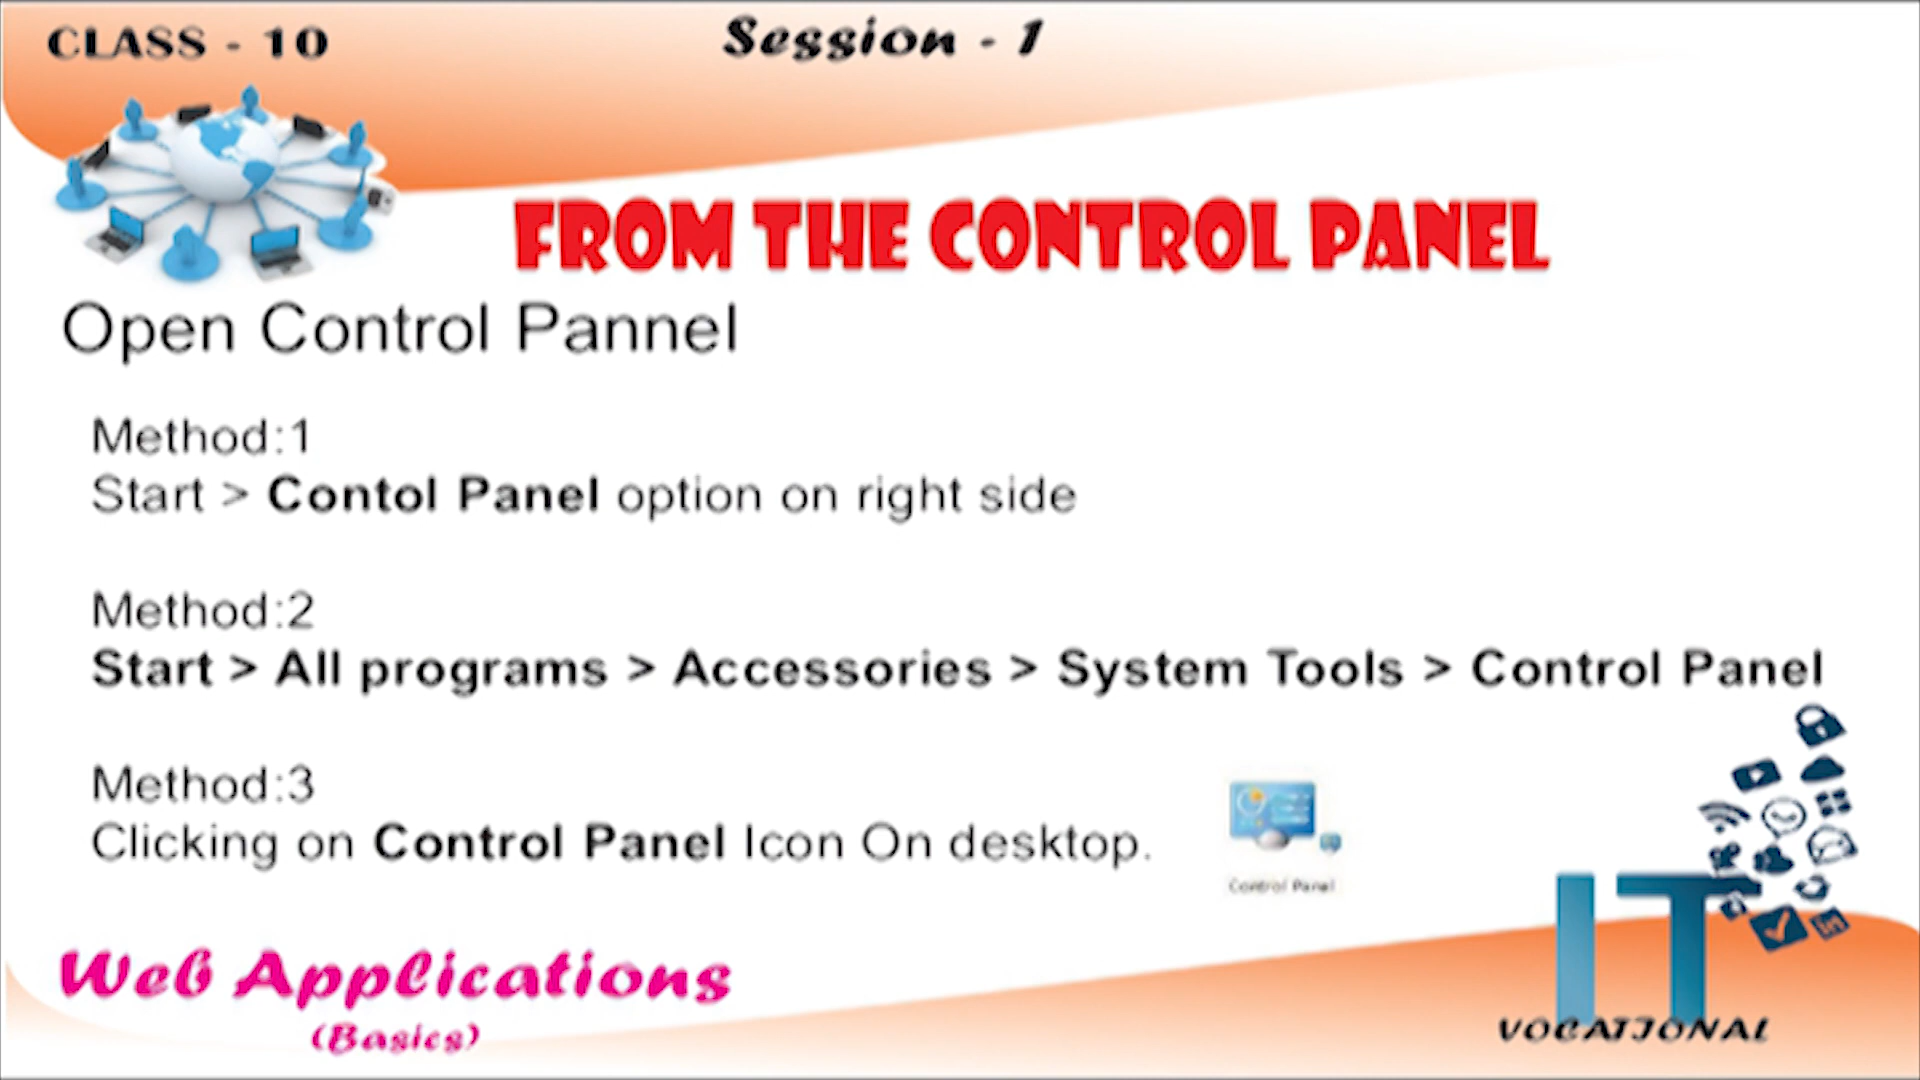 CLASS - 10
Session - 1
FROM THE CONTROL PANEL
Open Control Pannel
Method:1
Start > Contol Panel option on right side
Method:2
Start > All programs > Accessories > System Tools > Control Panel
Method:3
Clicking on Control Panel Icon On desktop.
Control Panel
Web Applications
(Basics)
IT
VOCATIONAL
in